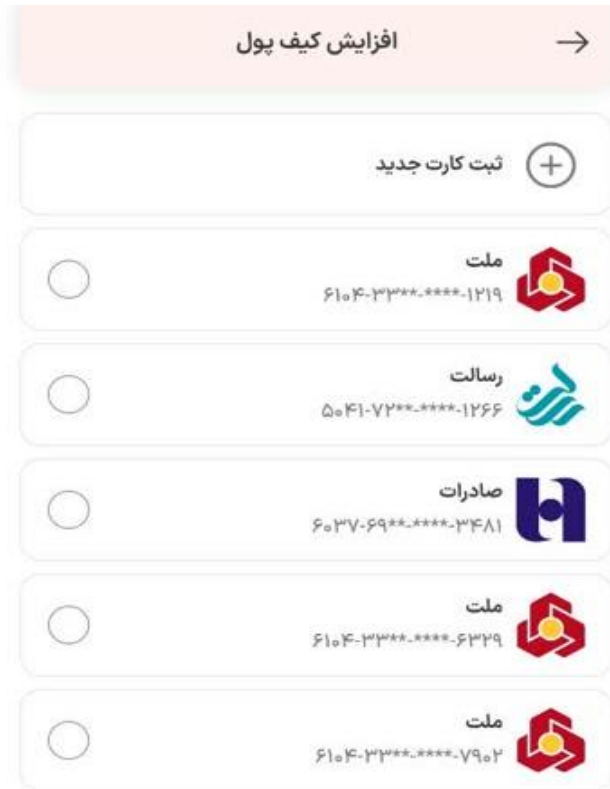 افزایش کیف پول
ثبت کارت جدید
ملت
۶۱۰۴-۳۳**-****-۱۲۱۹
رسالت
۵۰۴۱-۷۲**-****-۱۲۶۶
صادرات
۶۰۳۷-۶۹**-****-۳۴۸۱
ملت
۶۱۰۴-۳۳**-****-۶۳۲۹
ملت
۶۱۰۴-۳۳**-****-۷۹۰۲